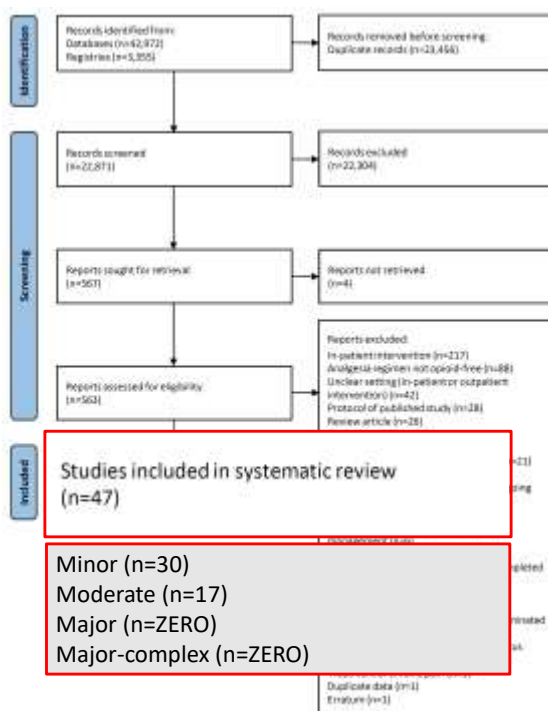 Identification
Records identified from:
Databases (n=42,972)
Registries (n=3,355)
Records removed before screening:
Duplicate records (n=23,456)
Screening
Records screened
(n=22,871)
Records excluded
(n=22,304)
Reports sought for retrieval
(n=567)
Reports not retrieved
(n=4)
Reports assessed for eligibility
(n=563)
Reports excluded:
In-patient intervention (n=217)
Analgesia regimen not opioid-free (n=88)
Unclear setting (in-patient or outpatient
intervention) (n=42)
Protocol of published study (n=28)
Review article (n=26)
Included
Studies included in systematic review
(n=47)
Minor (n=30)
Moderate (n=17)
Major (n=ZERO)
Major-complex (n=ZERO)
Duplicate data (n=1)
Erratum (n=1)